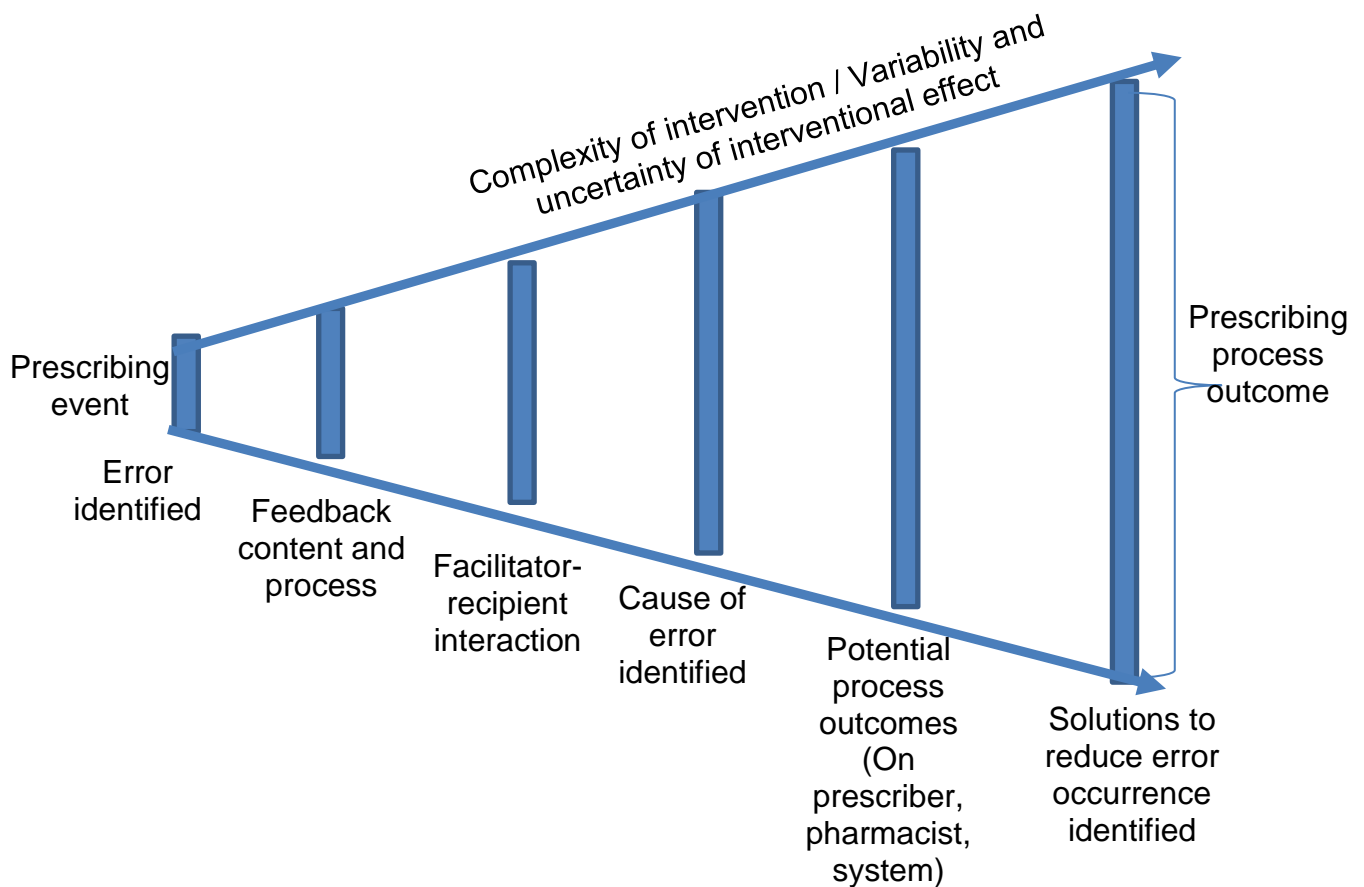 Complexity of intervention / Variability and
uncertainty of interventional effect
Prescribing
event
Error
identified
Feedback
content and
process
Facilitator-
recipient
interaction
Cause of
error
identified
Potential
process
outcomes
(On
prescriber,
pharmacist,
system)
Solutions to
reduce error
occurrence
identified
Prescribing
process
outcome